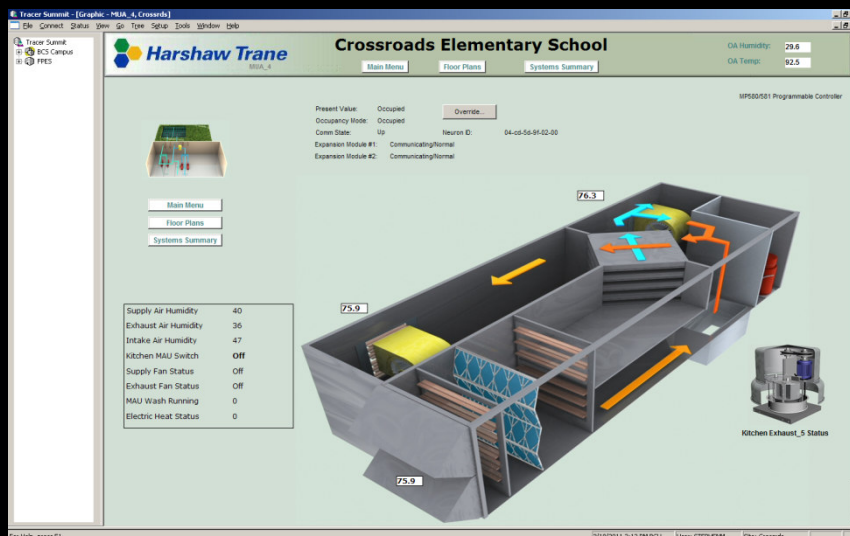 Tracer Summit - [Graphic - MUA_4, Crossrds]
File Connect Status View Go Tree Setup Tools Window Help
Tracer Summit
BCS Campus
FPES
Harshaw Trane
MUA_4
Crossroads Elementary School
Main Menu Floor Plans Systems Summary
OA Humidity: 29.6
OA Temp: 92.5
MP580/581 Programmable Controller
Present Value: Occupied Override...
Occupancy Mode: Occupied
Comm State: Up Neuron ID: 04-cd-5d-9f-02-00
Expansion Module #1: Communicating/Normal
Expansion Module #2: Communicating/Normal
Main Menu
Floor Plans
Systems Summary
76.3
75.9
75.9
Supply Air Humidity 40
Exhaust Air Humidity 36
Intake Air Humidity 47
Kitchen MAU Switch Off
Supply Fan Status Off
Exhaust Fan Status Off
MAU Wash Running 0
Electric Heat Status 0
Kitchen Exhaust_5 Status